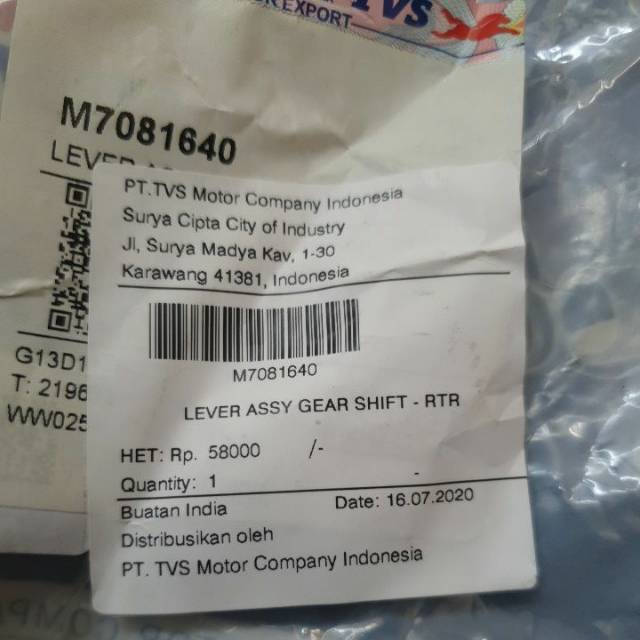 EXPORT TVS
M7081640
LEVER
PT.TVS Motor Company Indonesia
Surya Cipta City of Industry
Jl, Surya Madya Kav, 1-30
Karawang 41381, Indonesia
M7081640
LEVER ASSY GEAR SHIFT - RTR
HET: Rp. 58000 /-
Quantity: 1 -
Buatan India Date: 16.07.2020
Distribusikan oleh
PT. TVS Motor Company Indonesia
G13D1
T: 2196
WW025